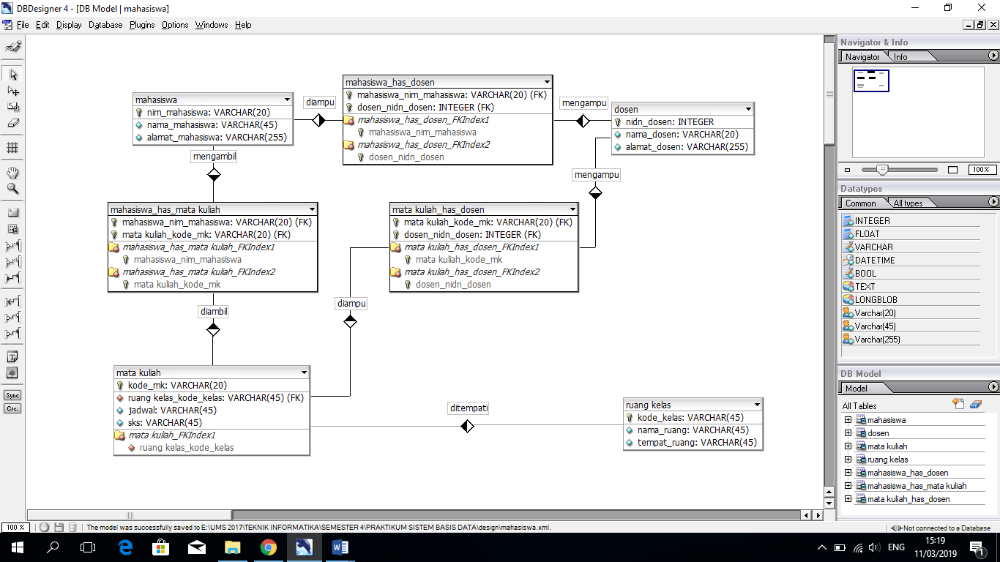 DBDesigner 4 - [DB Model | mahasiswa]
File Edit Display Database Plugins Options Windows Help
mahasiswa
nim_mahasiswa: VARCHAR(20)
nama_mahasiswa: VARCHAR(45)
alamat_mahasiswa: VARCHAR(255)
diampu
mahasiswa_has_dosen
mahasiswa_nim_mahasiswa: VARCHAR(20) (FK)
dosen_nidn_dosen: INTEGER (FK)
mahasiswa_has_dosen_FKIndex1
mahasiswa_nim_mahasiswa
mahasiswa_has_dosen_FKIndex2
dosen_nidn_dosen
mengampu
dosen
nidn_dosen: INTEGER
nama_dosen: VARCHAR(20)
alamat_dosen: VARCHAR(255)
mengambil
mengampu
mahasiswa_has_mata kuliah
mahasiswa_nim_mahasiswa: VARCHAR(20) (FK)
mata kuliah_kode_mk: VARCHAR(20) (FK)
mahasiswa_has_mata kuliah_FKIndex1
mahasiswa_nim_mahasiswa
mahasiswa_has_mata kuliah_FKIndex2
mata kuliah_kode_mk
mata kuliah_has_dosen
mata kuliah_kode_mk: VARCHAR(20) (FK)
dosen_nidn_dosen: INTEGER (FK)
mata kuliah_has_dosen_FKIndex1
mata kuliah_kode_mk
mata kuliah_has_dosen_FKIndex2
dosen_nidn_dosen
diambil
diampu
mata kuliah
kode_mk: VARCHAR(20)
ruang kelas_kode_kelas: VARCHAR(45) (FK)
jadwal: VARCHAR(45)
sks: VARCHAR(45)
mata kuliah_FKIndex1
ruang kelas_kode_kelas
ditempati
ruang kelas
kode_kelas: VARCHAR(45)
nama_ruang: VARCHAR(45)
tempat_ruang: VARCHAR(45)
Sync
Navigator & Info
Navigator Info
100%
Datatypes
Common All types
INTEGER
FLOAT
VARCHAR
DATETIME
BOOL
TEXT
LONGBLOB
Varchar(20)
Varchar(45)
Varchar(255)
DB Model
Model
All Tables
mahasiswa
dosen
mata kuliah
ruang kelas
mahasiswa_has_dosen
mahasiswa_has_mata kuliah
mata kuliah_has_dosen
100 % The model was successfully saved to E:\UMS 2017\TEKNIK INFORMATIKA\SEMESTER 4\PRAKTIKUM SISTEM BASIS DATA\design\mahasiswa.xml. Not connected to a Database
ENG
15:19
11/03/2019
1